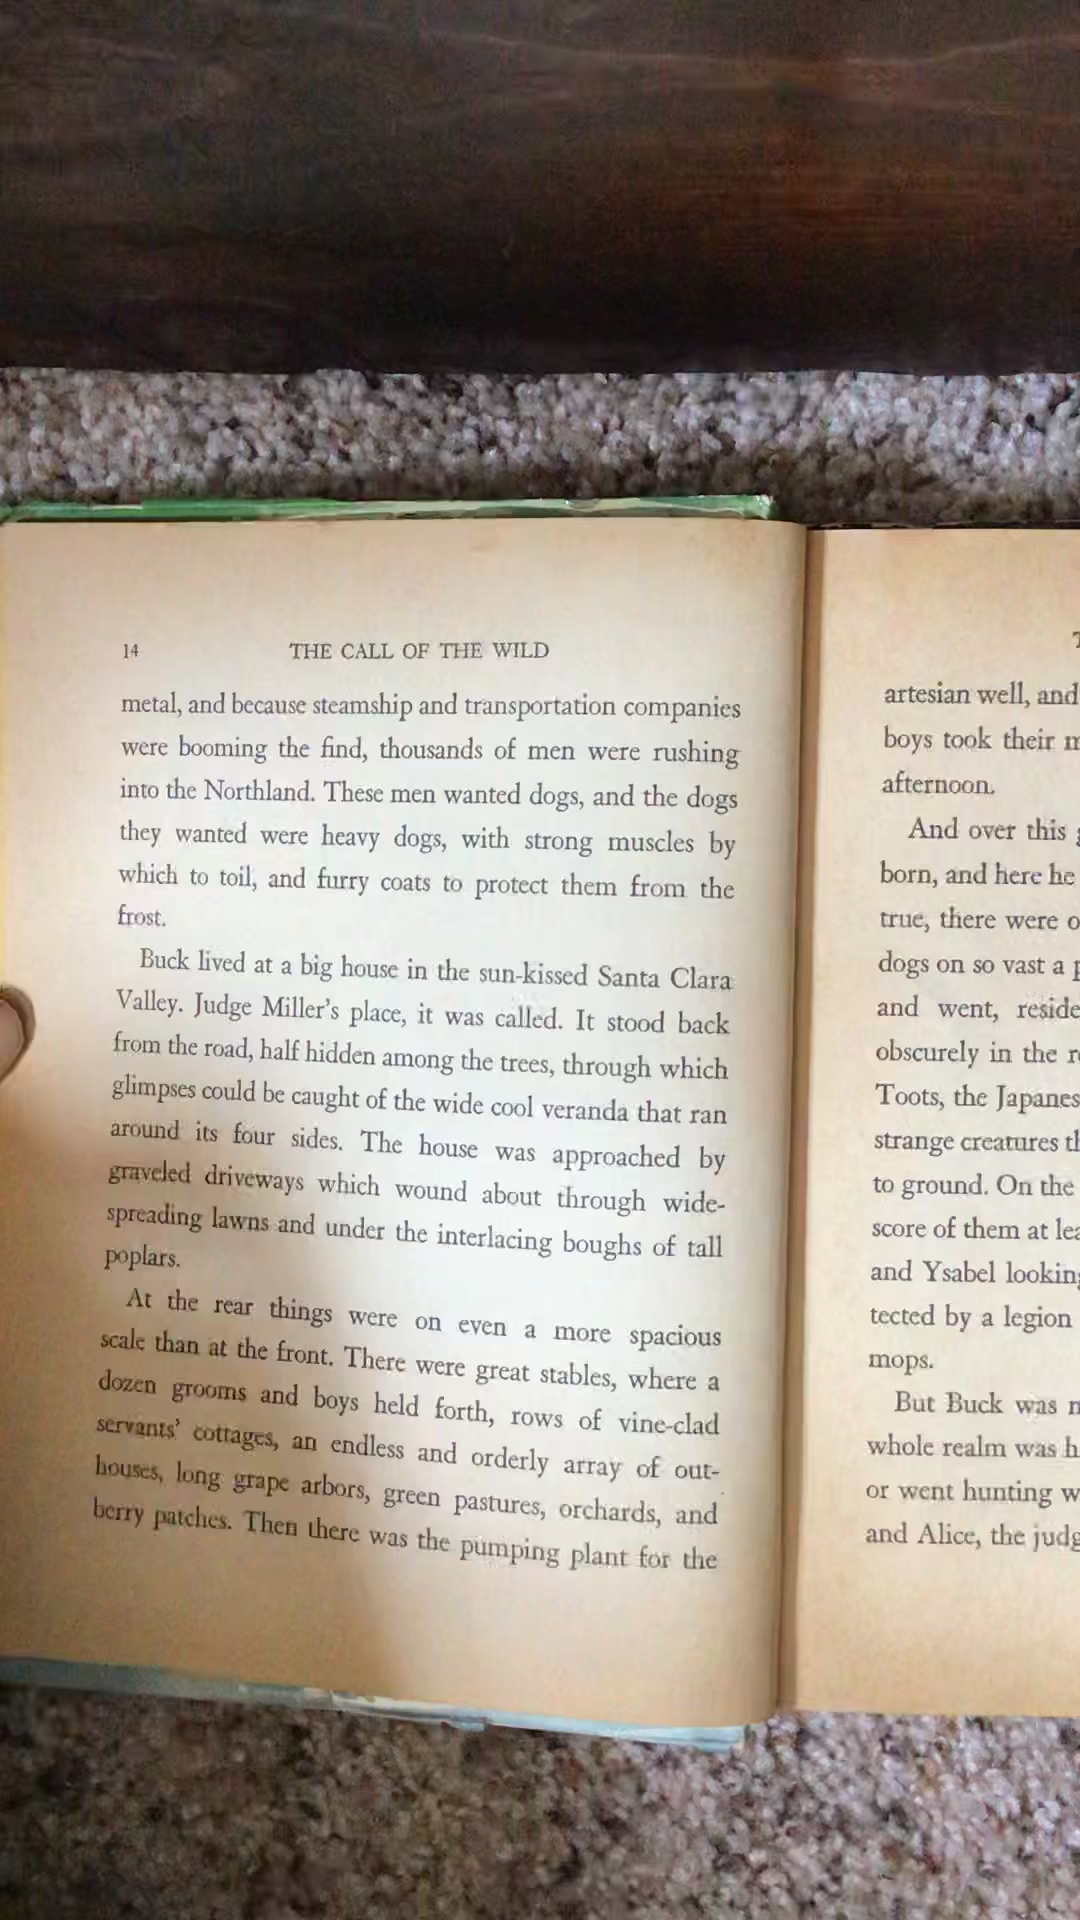 14 THE CALL OF THE WILD
metal, and because steamship and transportation companies
were booming the find, thousands of men were rushing
into the Northland. These men wanted dogs, and the dogs
they wanted were heavy dogs, with strong muscles by
which to toil, and furry coats to protect them from the
frost.
Buck lived at a big house in the sun-kissed Santa Clara
Valley. Judge Miller's place, it was called. It stood back
from the road, half hidden among the trees, through which
glimpses could be caught of the wide cool veranda that ran
around its four sides. The house was approached by
graveled driveways which wound about through wide-
spreading lawns and under the interlacing boughs of tall
poplars.
At the rear things were on even a more spacious
scale than at the front. There were great stables, where a
dozen grooms and boys held forth, rows of vine-clad
servants' cottages, an endless and orderly array of out-
houses, long grape arbors, green pastures, orchards, and
berry patches. Then there was the pumping plant for the
artesian well, and
boys took their
afternoon.
And over this
born, and here he
true, there were
dogs on so vast a
and went,
obscurely in the
Toots, the
strange creatures
to ground. On the
score of them at
and Ysabel
tected by a legion
mops.
But Buck was
whole realm was
or went hunting
and Alice, the